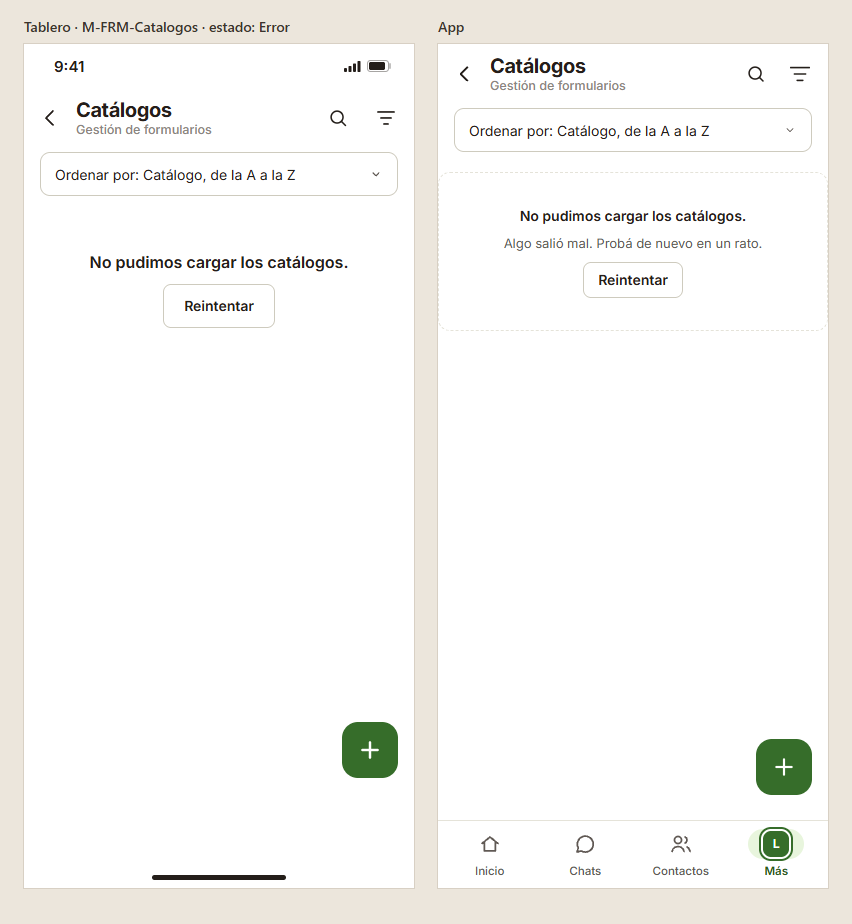 Tablero · M-FRM-Catalogos · estado: Error
9:41
Catálogos
Gestión de formularios
Ordenar por: Catálogo, de la A a la Z
No pudimos cargar los catálogos.
Reintentar
App
Catálogos
Gestión de formularios
Ordenar por: Catálogo, de la A a la Z
No pudimos cargar los catálogos.
Algo salió mal. Probá de nuevo en un rato.
Reintentar
L
Inicio
Chats
Contactos
Más